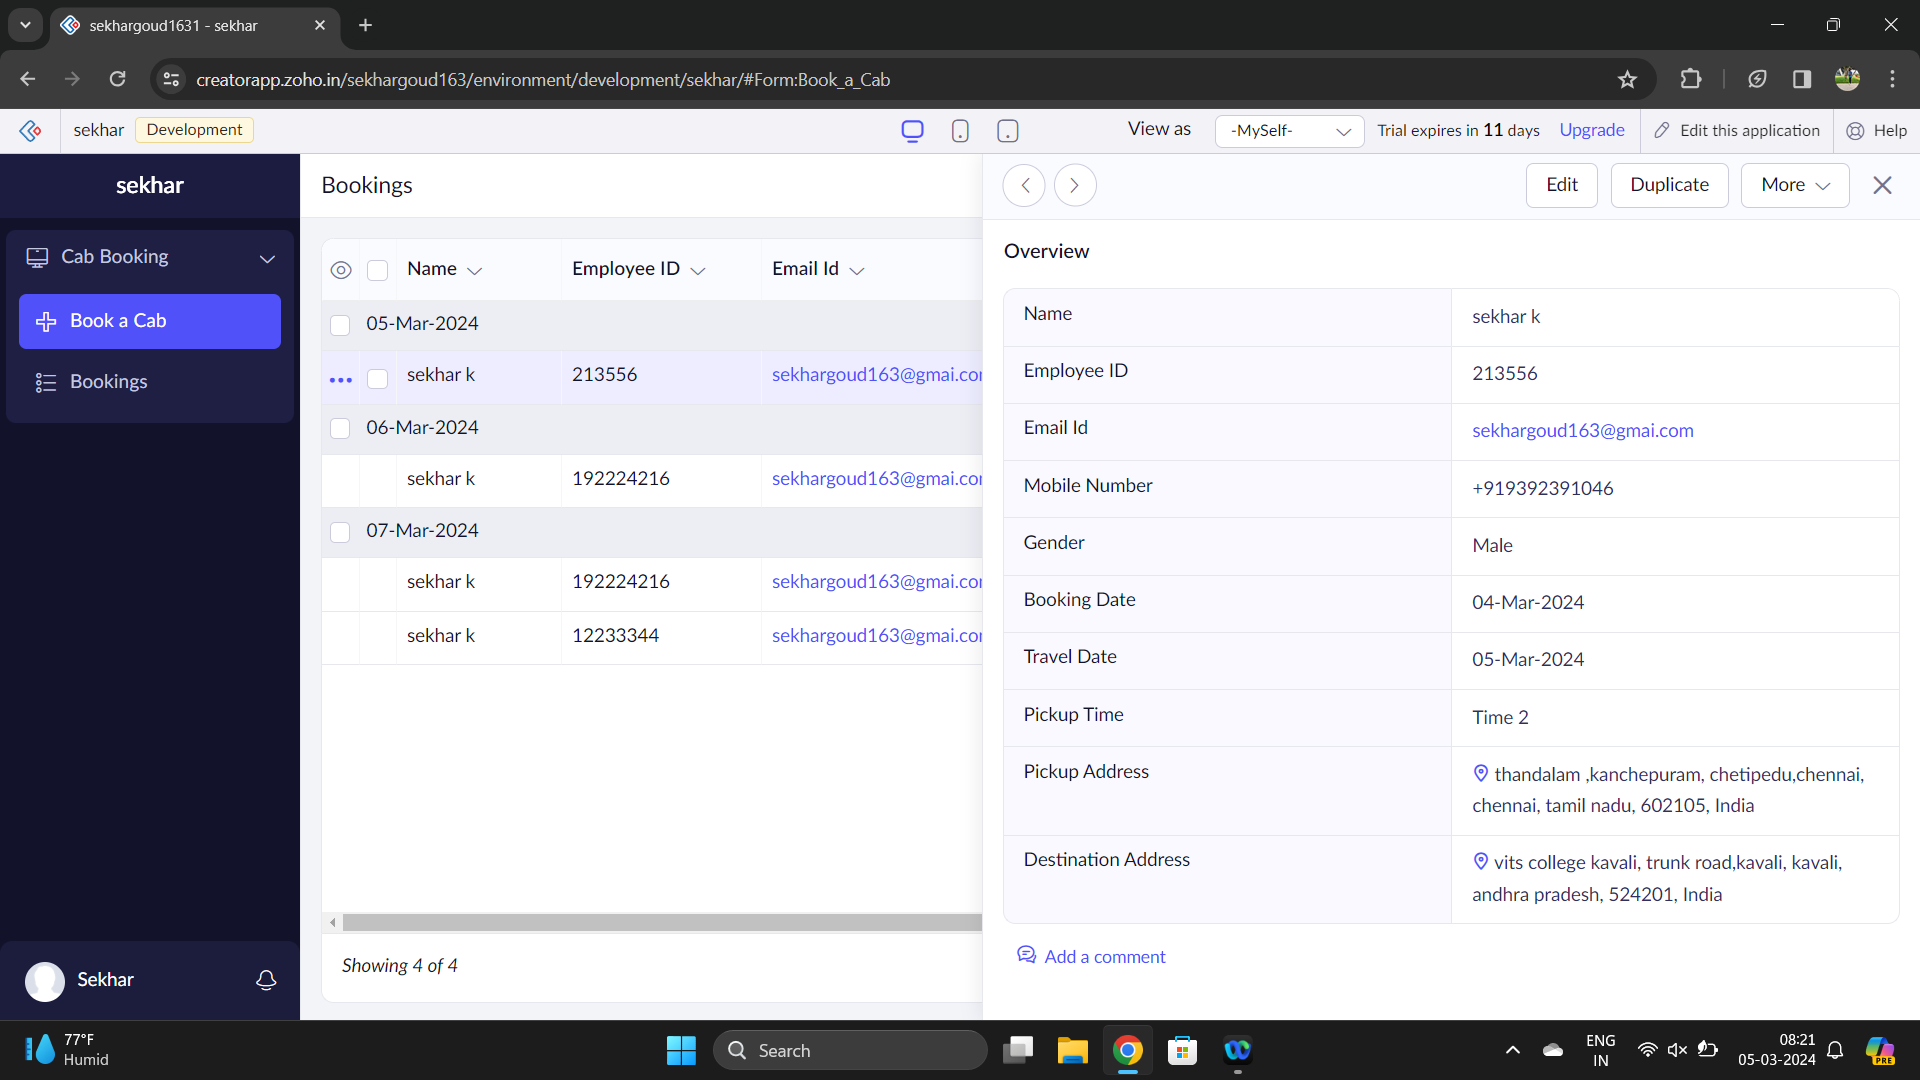 sekhargoud1631 - sekhar
creatorapp.zoho.in/sekhargoud163/environment/development/sekhar/#Form:Book_a_Cab
sekhar Development View as -MySelf- Trial expires in 11 days Upgrade Edit this application Help
sekhar
Cab Booking
Book a Cab
Bookings
Sekhar
Bookings
Name Employee ID Email Id
05-Mar-2024
sekhar k 213556 sekhargoud163@gmai.co
06-Mar-2024
sekhar k 192224216 sekhargoud163@gmai.co
07-Mar-2024
sekhar k 192224216 sekhargoud163@gmai.co
sekhar k 12233344 sekhargoud163@gmai.co
Showing 4 of 4
Edit Duplicate More
Overview
Name sekhar k
Employee ID 213556
Email Id sekhargoud163@gmai.com
Mobile Number +919392391046
Gender Male
Booking Date 04-Mar-2024
Travel Date 05-Mar-2024
Pickup Time Time 2
Pickup Address thandalam ,kanchepuram, chetipedu,chennai,
chennai, tamil nadu, 602105, India
Destination Address vits college kavali, trunk road,kavali, kavali,
andhra pradesh, 524201, India
Add a comment
77°F
Humid
Search
ENG
IN
08:21
05-03-2024
PRE